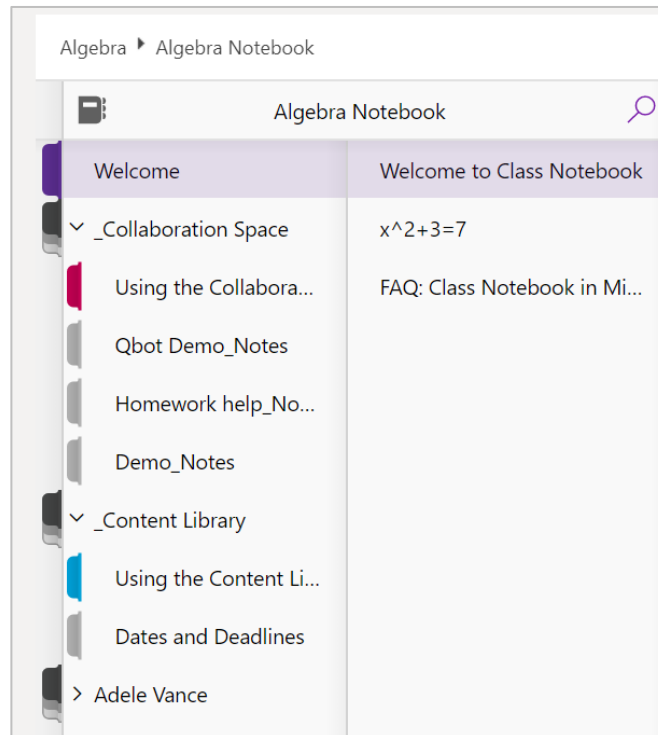 Algebra Algebra Notebook
Algebra Notebook
Welcome
_Collaboration Space
Using the Collabora...
Qbot Demo_Notes
Homework help_No...
Demo_Notes
_Content Library
Using the Content Li...
Dates and Deadlines
Adele Vance
Welcome to Class Notebook
x^2+3=7
FAQ: Class Notebook in Mi...